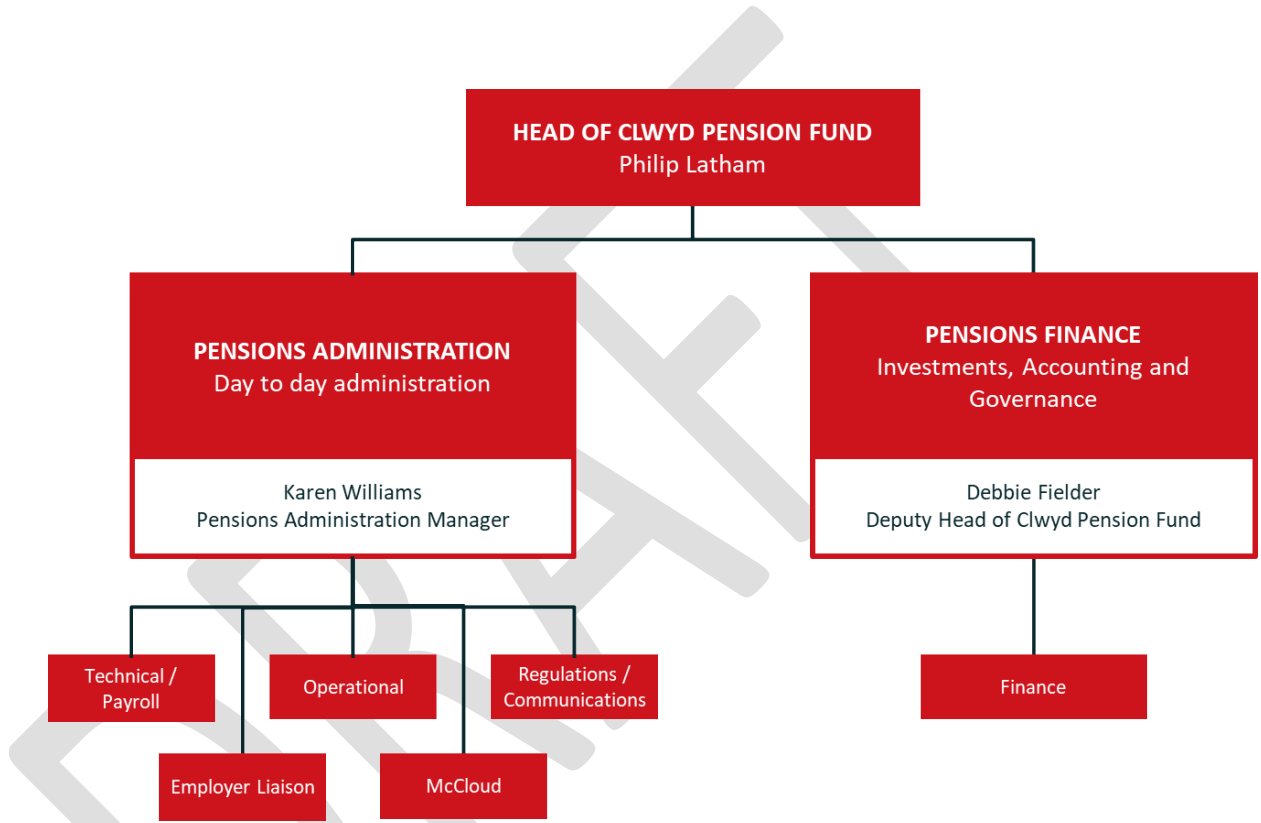 HEAD OF CLWYD PENSION FUND
Philip Latham
PENSIONS ADMINISTRATION
Day to day administration
Karen Williams
Pensions Administration Manager
PENSIONS FINANCE
Investments, Accounting and
Governance
Debbie Fielder
Deputy Head of Clwyd Pension Fund
Technical /
Payroll
Operational
Regulations /
Communications
Employer Liaison
McCloud
Finance
DRAFT